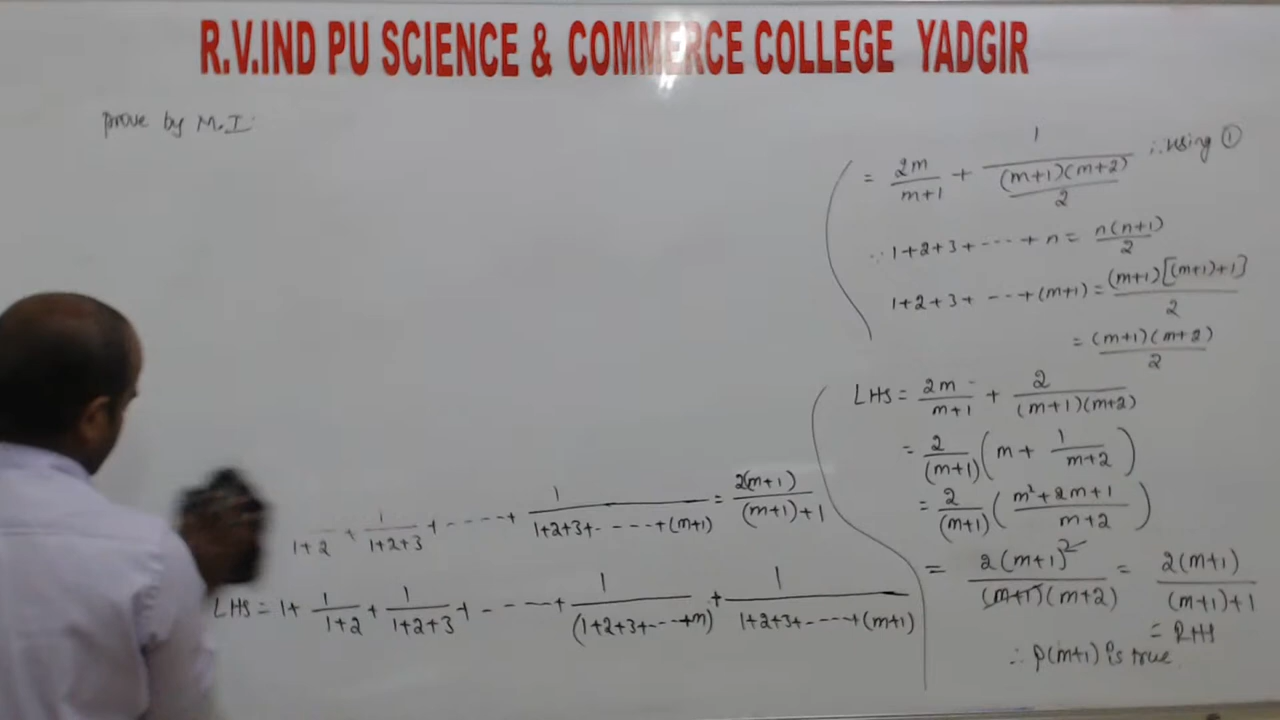 R.V.IND PU SCIENCE & COMMERCE COLLEGE YADGIR
prove by M.I:
1+2 + 1/(1+2+3) + ----- + 1/(1+2+3+-----+(m+1)) = 2(m+1)/((m+1)+1)
LHS = 1 + 1/(1+2) + 1/(1+2+3) + ----- + 1/((1+2+3+-----+m)) + 1/(1+2+3+-----+(m+1))
= 2m/(m+1) + 1/((m+1)(m+2)/2) ∴ using ①
∵ 1+2+3+-----+n = n(n+1)/2
1+2+3+-----+(m+1) = (m+1)[(m+1)+1]/2
= (m+1)(m+2)/2
LHS = 2m/(m+1) + 2/((m+1)(m+2))
= 2/(m+1) (m + 1/(m+2))
= 2/(m+1) ((m²+2m+1)/(m+2))
= 2(m+1)²/((m+1)(m+2)) = 2(m+1)/((m+1)+1)
= RHS
∴ p(m+1) is true